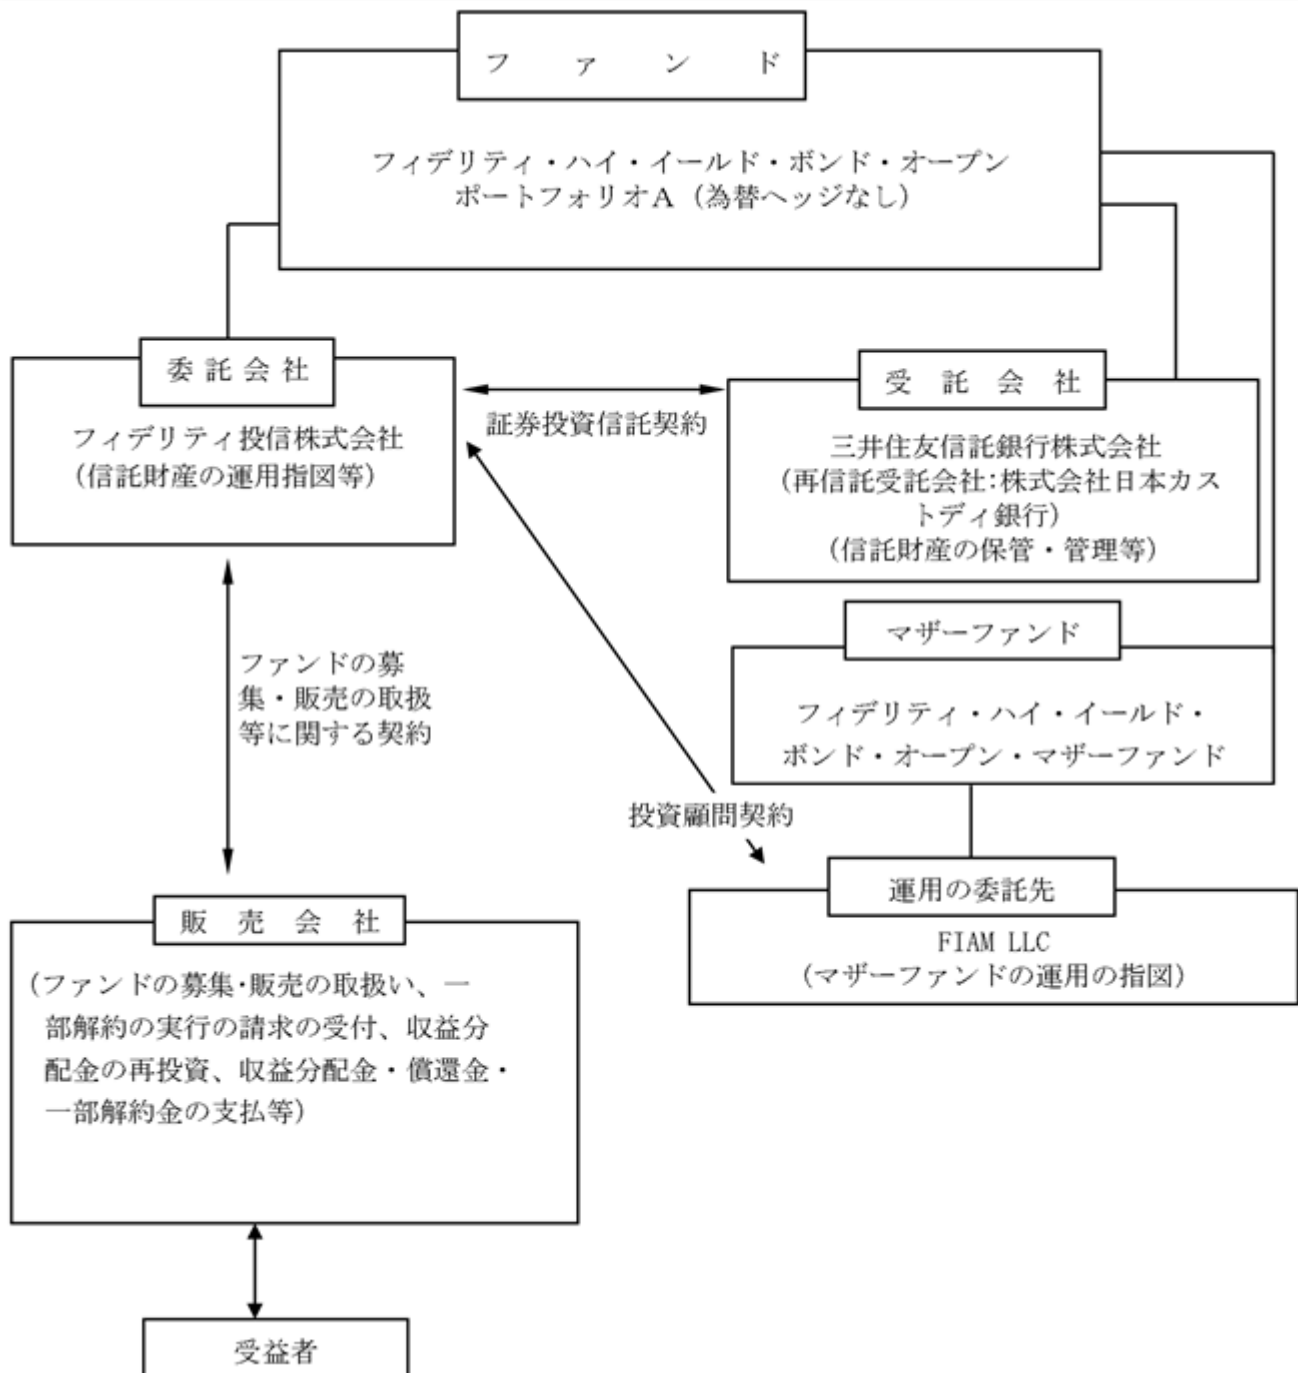 ファンド
フィデリティ・ハイ・イールド・ボンド・オープン
ポートフォリオA（為替ヘッジなし）
委託会社
フィデリティ投信株式会社
（信託財産の運用指図等）
証券投資信託契約
受託会社
三井住友信託銀行株式会社
（再信託受託会社：株式会社日本カス
トディ銀行）
（信託財産の保管・管理等）
マザーファンド
フィデリティ・ハイ・イールド・
ボンド・オープン・マザーファンド
ファンドの募
集・販売の取扱
等に関する契約
投資顧問契約
運用の委託先
FIAM LLC
（マザーファンドの運用の指図）
販売会社
（ファンドの募集・販売の取扱い、一
部解約の実行の請求の受付、収益分
配金の再投資、収益分配金・償還金・
一部解約金の支払等）
受益者